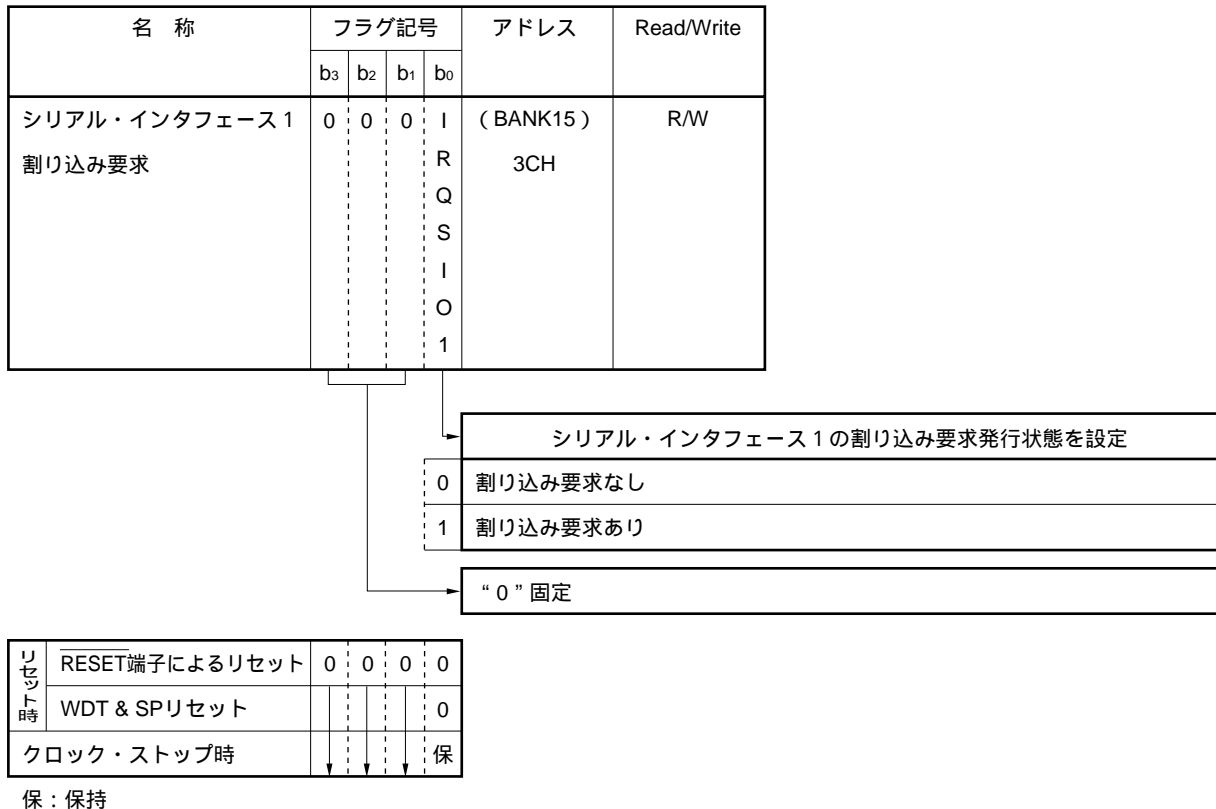 名　称 フラグ記号 アドレス Read/Write
b3 b2 b1 b0
シリアル・インタフェース１ 0 0 0 I （BANK15） R/W
割り込み要求 R 3CH
Q
S
I
O
1
シリアル・インタフェース１の割り込み要求発行状態を設定
0 割り込み要求なし
1 割り込み要求あり
“０”固定
リセット時 RESET端子によるリセット 0 0 0 0
WDT & SPリセット 0
クロック・ストップ時 保
保：保持